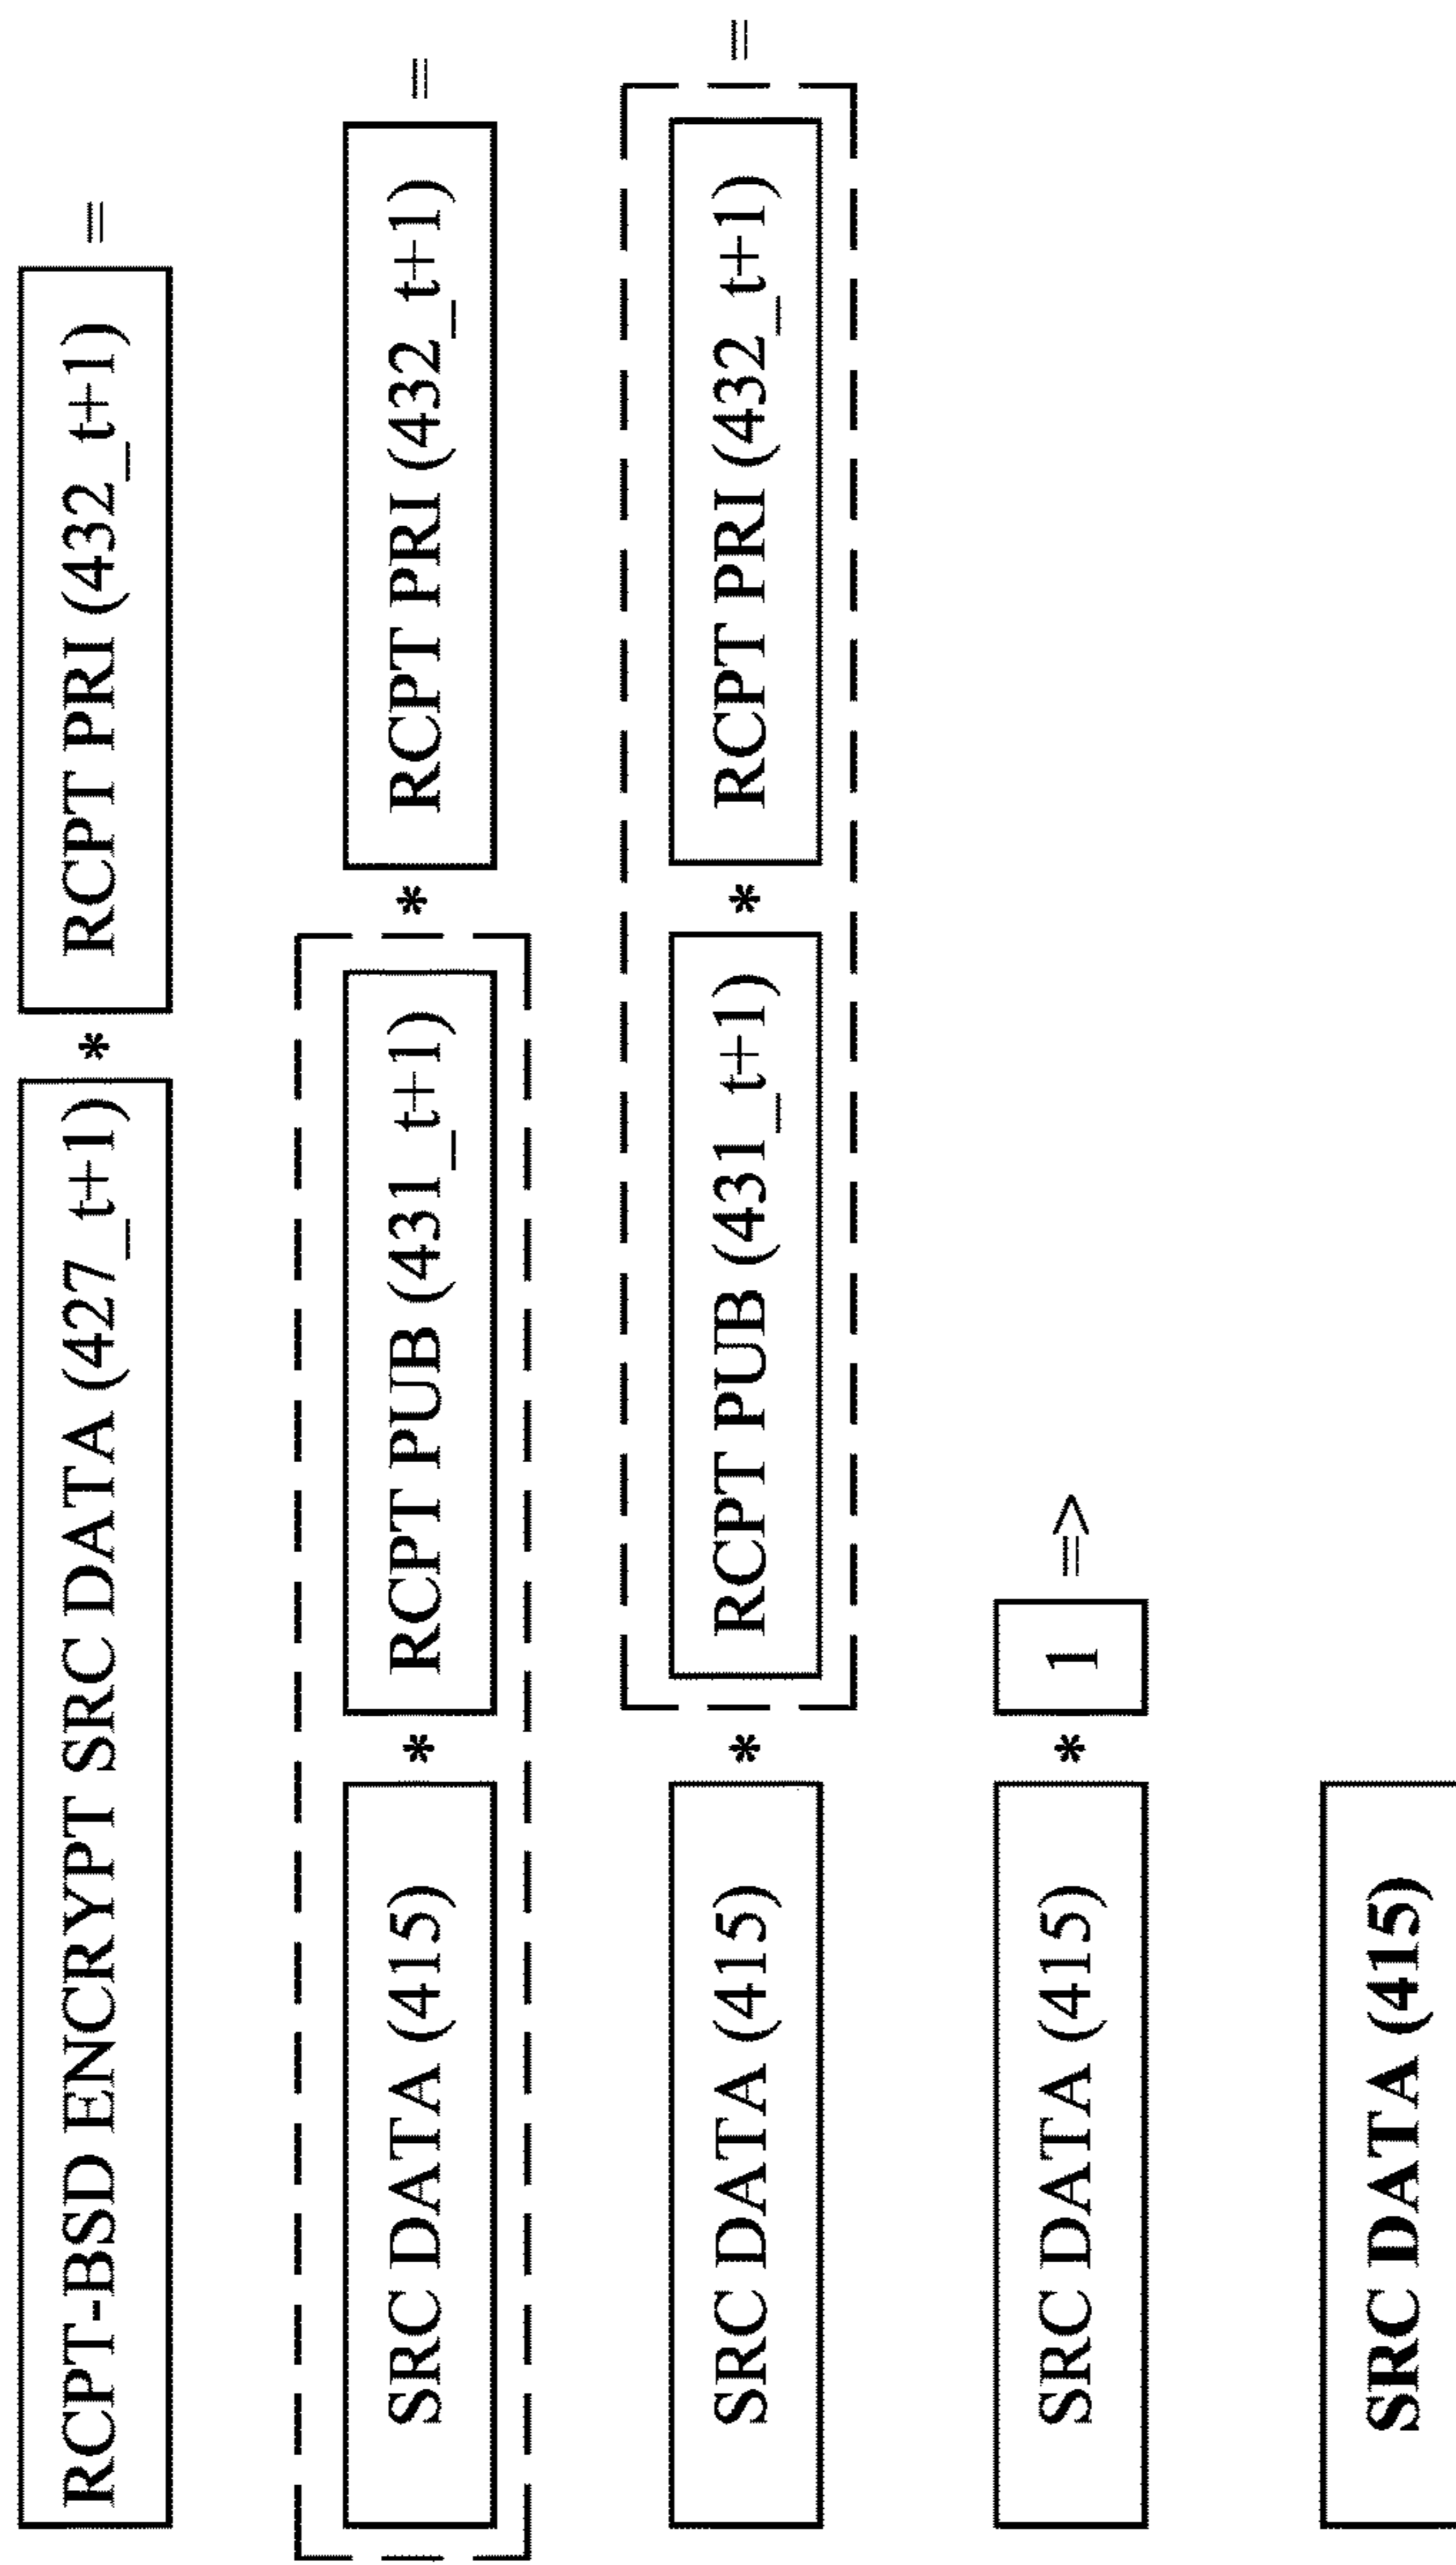 RCPT-BSD ENCRYPT SRC DATA (427_t+1) * RCPT PRI (432_t+1) =
SRC DATA (415) * RCPT PUB (431_t+1) * RCPT PRI (432_t+1) =
SRC DATA (415) * RCPT PUB (431_t+1) * RCPT PRI (432_t+1) =
SRC DATA (415) * 1 =>
SRC DATA (415)